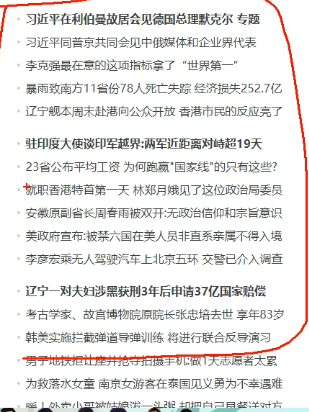 习近平在利伯曼故居会见德国总理默克尔 专题
习近平同普京共同会见中俄媒体和企业界代表
李克强最在意的这项指标拿了“世界第一”
暴雨致南方11省份78人死亡失踪 经济损失252.7亿
辽宁舰本周末赴港向公众开放 香港市民的反应亮了
驻印度大使谈印军越界:两军近距离对峙超19天
23省公布平均工资 为何跑赢"国家线"的只有这些?
就职香港特首第一天 林郑月娥见了这位政治局委员
安徽原副省长周春雨被双开:无政治信仰和宗旨意识
美政府宣布:被禁六国在美人员非直系亲属不得入境
李彦宏乘无人驾驶汽车上北京五环 交警已介入调查
辽宁一对夫妇涉黑获刑3年后申请37亿国家赔偿
考古学家、故宫博物院原院长张忠培去世 享年83岁
韩美实施拦截弹道导弹训练 将进行联合反导演习
男子地铁拒让座并抢夺拍摄手机:做1天志愿者太累
为救落水女童 南京女游客在泰国见义勇为不幸遇难